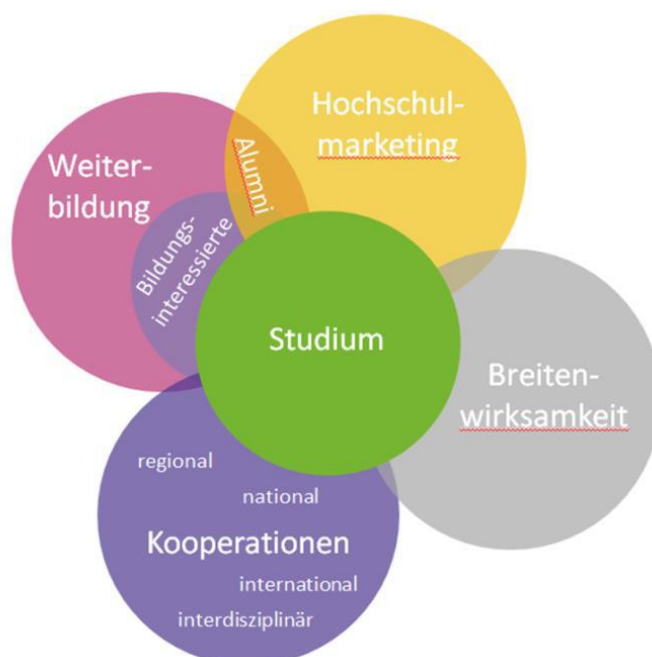 Hochschul-
marketing
Weiter-
bildung
Alumni
Bildungs-
interessierte
Studium
Breiten-
wirksamkeit
regional
national
Kooperationen
international
interdisziplinär